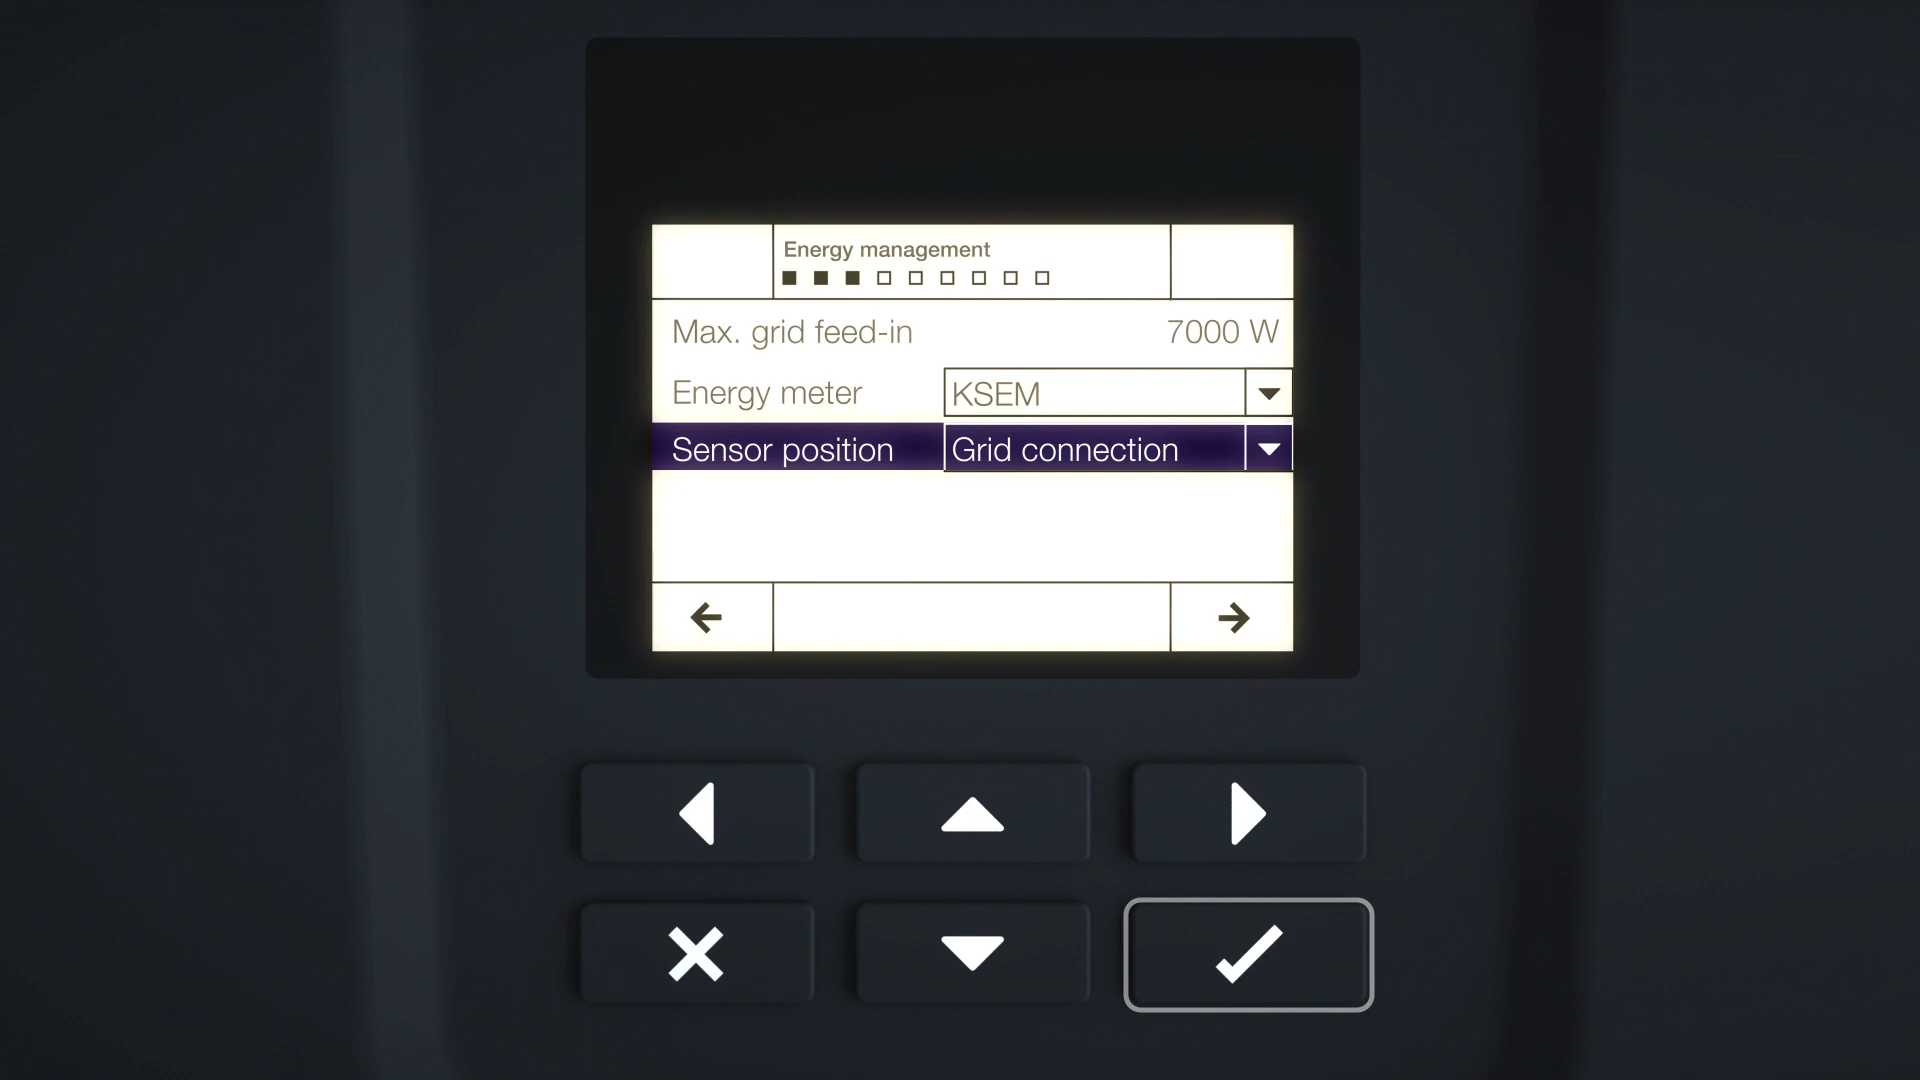 Energy management
Max. grid feed-in 7000 W
Energy meter KSEM
Sensor position Grid connection